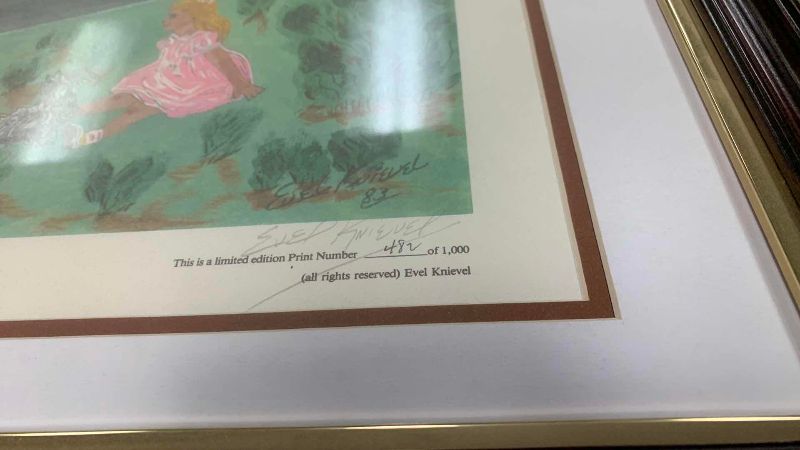 Evel Knievel
83
Evel Knievel
This is a limited edition Print Number 482 of 1,000
(all rights reserved) Evel Knievel